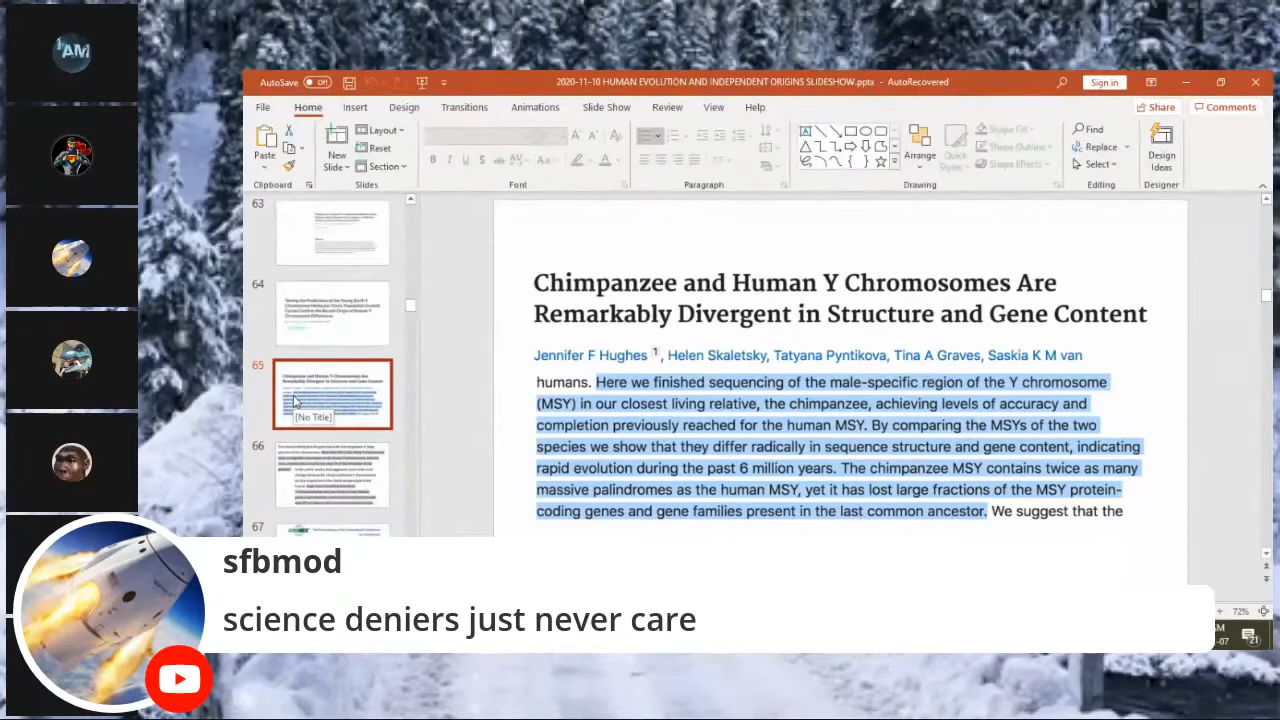 1AM
AutoSave Off
2020-11-10 HUMAN EVOLUTION AND INDEPENDENT ORIGINS SLIDESHOW.pptx - AutoRecovered
Sign in
File Home Insert Design Transitions Animations Slide Show Review View Help
Share Comments
Paste
New Slide
Layout
Reset
Section
Arrange
Quick Styles
Shape Fill
Shape Outline
Shape Effects
Find
Replace
Select
Design Ideas
Clipboard Slides Font Paragraph Drawing Editing Designer
63
64
65
[No Title]
66
67
Chimpanzee and Human Y Chromosomes Are
Remarkably Divergent in Structure and Gene Content
Jennifer F Hughes 1, Helen Skaletsky, Tatyana Pyntikova, Tina A Graves, Saskia K M van
humans. Here we finished sequencing of the male-specific region of the Y chromosome
(MSY) in our closest living relative, the chimpanzee, achieving levels of accuracy and
completion previously reached for the human MSY. By comparing the MSYs of the two
species we show that they differ radically in sequence structure and gene content, indicating
rapid evolution during the past 6 million years. The chimpanzee MSY contains twice as many
massive palindromes as the human MSY, yet it has lost large fractions of the MSY protein-
coding genes and gene families present in the last common ancestor. We suggest that the
72%
21
sfbmod
science deniers just never care